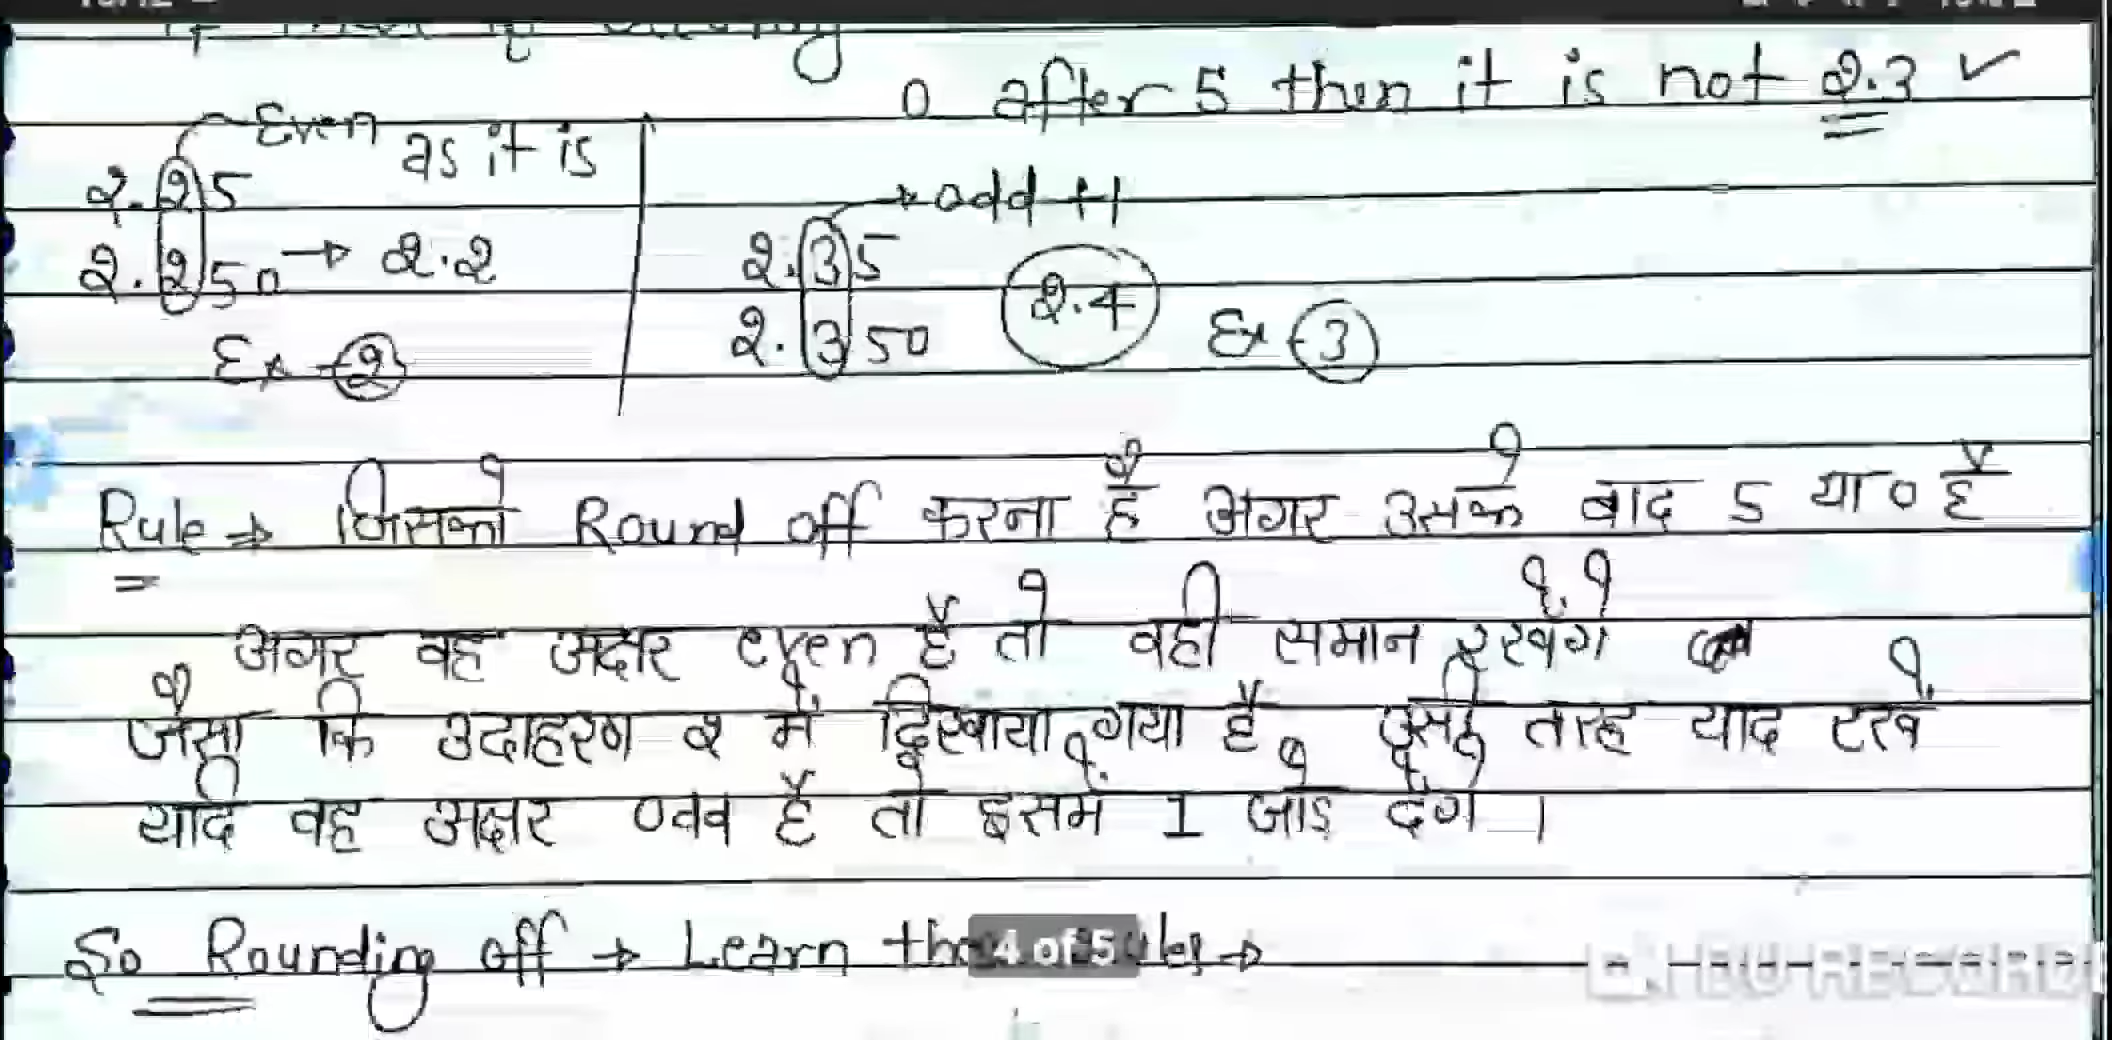 0 after 5 then it is not 2.3 ✓
Even as it is
2.25
2.250 → 2.2
Ex - 2
→ odd +1
2.35
2.350 2.4 Ex - 3
Rule → जिसको Round off करना है अगर उसके बाद 5 या 0 है
अगर वह अक्षर even है तो वही समान रखेंगे
जैसा कि उदाहरण 2 में दिखाया गया है, इसी तरह याद रखें
यदि वह अक्षर odd है तो इसमें 1 जोड़ देंगे ।
So Rounding off → Learn the →
4 of 5
DU RECORDE